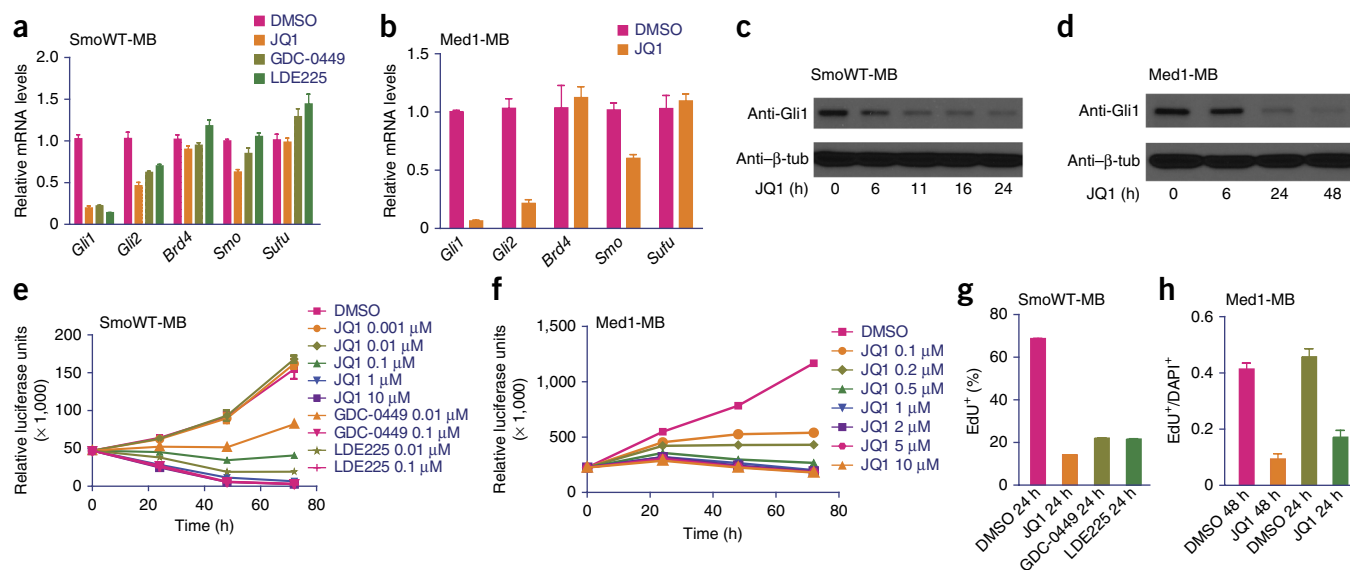 a
SmoWT-MB
DMSO
JQ1
GDC-0449
LDE225
Relative mRNA levels
2.0
1.5
1.0
0.5
0
Gli1
Gli2
Brd4
Smo
Sufu
b
Med1-MB
DMSO
JQ1
Relative mRNA levels
1.5
1.0
0.5
0
Gli1
Gli2
Brd4
Smo
Sufu
c
SmoWT-MB
Anti-Gli1
Anti–β-tub
JQ1 (h) 0 6 11 16 24
d
Med1-MB
Anti-Gli1
Anti–β-tub
JQ1 (h) 0 6 24 48
e
SmoWT-MB
Relative luciferase units
(× 1,000)
200
150
100
50
0
0 20 40 60 80
Time (h)
DMSO
JQ1 0.001 μM
JQ1 0.01 μM
JQ1 0.1 μM
JQ1 1 μM
JQ1 10 μM
GDC-0449 0.01 μM
GDC-0449 0.1 μM
LDE225 0.01 μM
LDE225 0.1 μM
f
Med1-MB
Relative luciferase units
(× 1,000)
1,500
1,000
500
0
0 20 40 60 80
Time (h)
DMSO
JQ1 0.1 μM
JQ1 0.2 μM
JQ1 0.5 μM
JQ1 1 μM
JQ1 2 μM
JQ1 5 μM
JQ1 10 μM
g
SmoWT-MB
EdU+ (%)
80
60
40
20
0
DMSO 24 h
JQ1 24 h
GDC-0449 24 h
LDE225 24 h
h
Med1-MB
EdU+/DAPI+
0.6
0.4
0.2
0
DMSO 48 h
JQ1 48 h
DMSO 24 h
JQ1 24 h